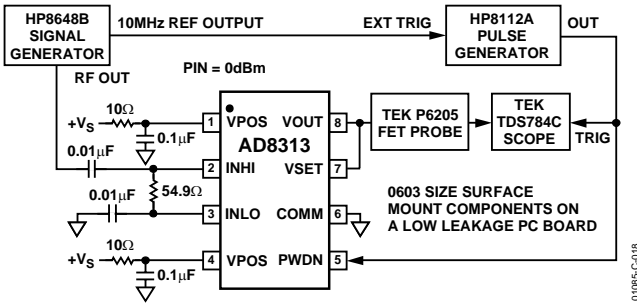 HP8648B
SIGNAL
GENERATOR
10MHz REF OUTPUT
EXT TRIG
HP8112A
PULSE
GENERATOR
OUT
RF OUT
PIN = 0dBm
10Ω
+VS
0.1μF
1
VPOS
VOUT
8
TEK P6205
FET PROBE
TEK
TDS784C
SCOPE
TRIG
AD8313
0.01μF
2
INHI
VSET
7
54.9Ω
0.01μF
3
INLO
COMM
6
0603 SIZE SURFACE
MOUNT COMPONENTS ON
A LOW LEAKAGE PC BOARD
10Ω
+VS
0.1μF
4
VPOS
PWDN
5
01085-C-018